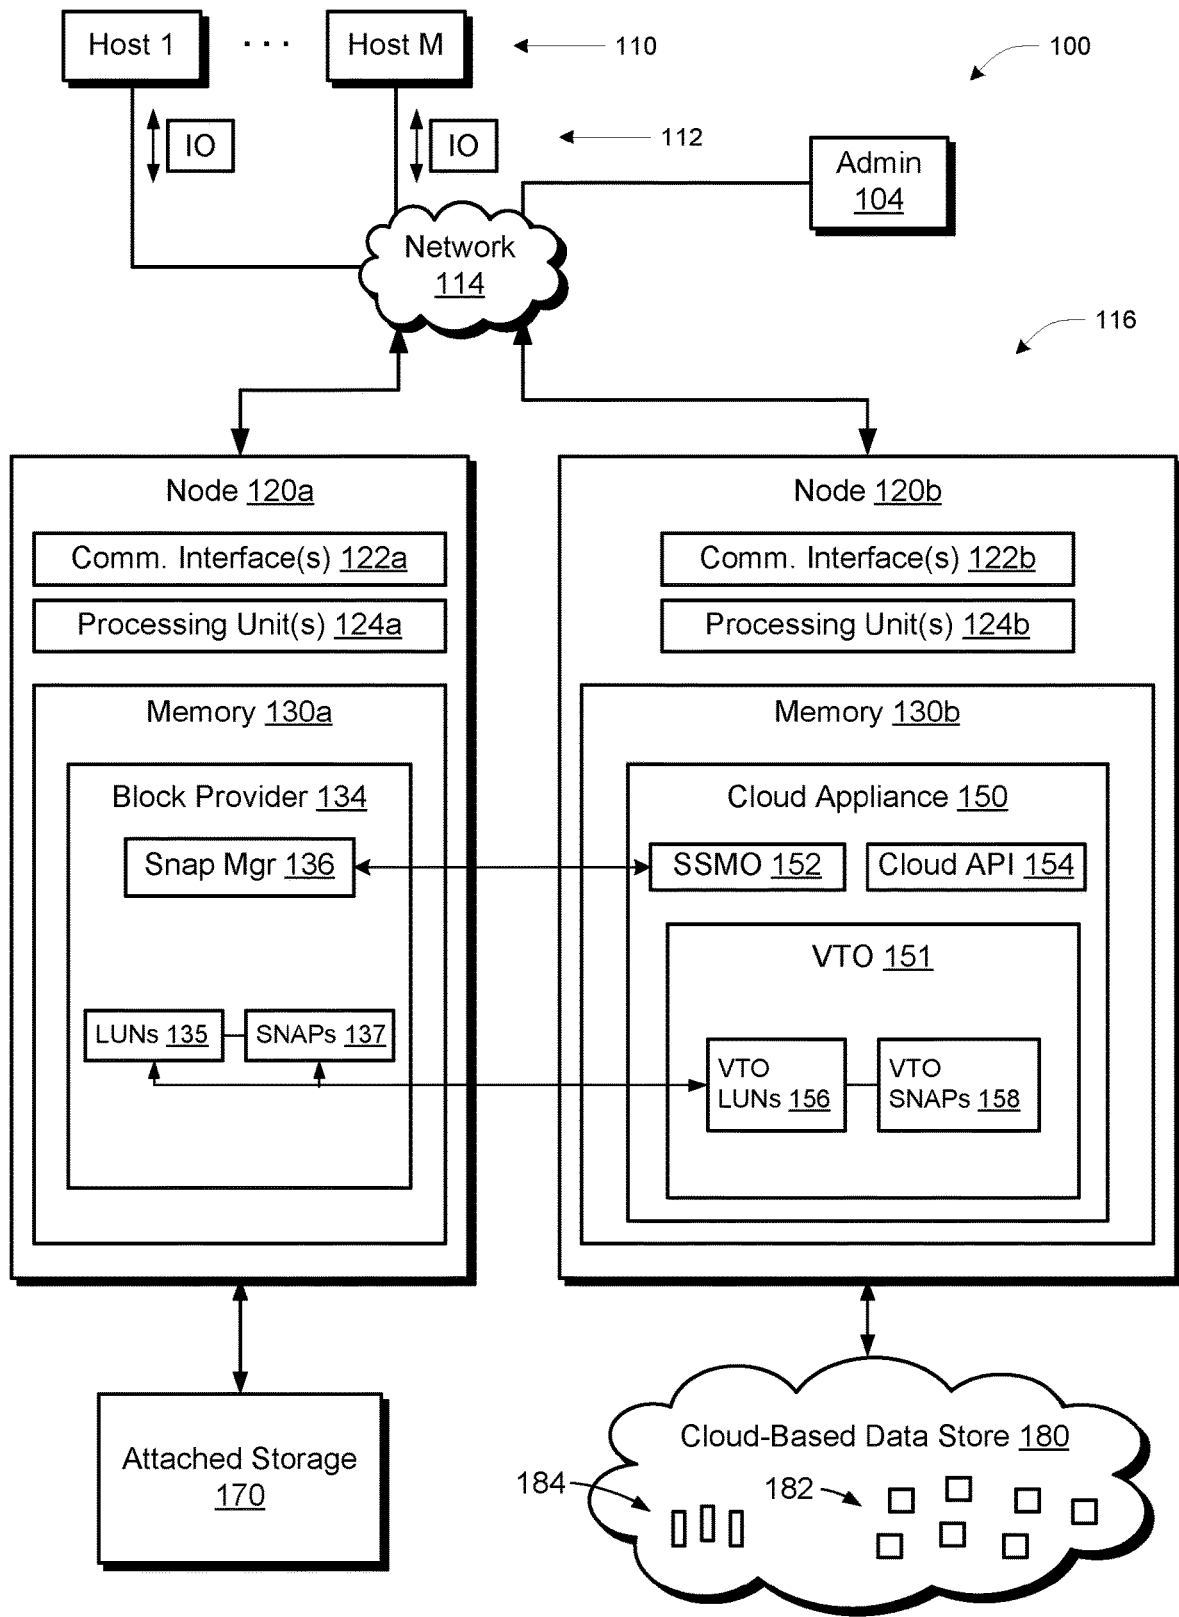 Host 1
. . .
Host M
110
100
IO
IO
112
Admin
104
Network
114
116
Node 120a
Comm. Interface(s) 122a
Processing Unit(s) 124a
Memory 130a
Block Provider 134
Snap Mgr 136
LUNs 135
SNAPs 137
Node 120b
Comm. Interface(s) 122b
Processing Unit(s) 124b
Memory 130b
Cloud Appliance 150
SSMO 152
Cloud API 154
VTO 151
VTO
LUNs 156
VTO
SNAPs 158
Attached Storage
170
Cloud-Based Data Store 180
184
182